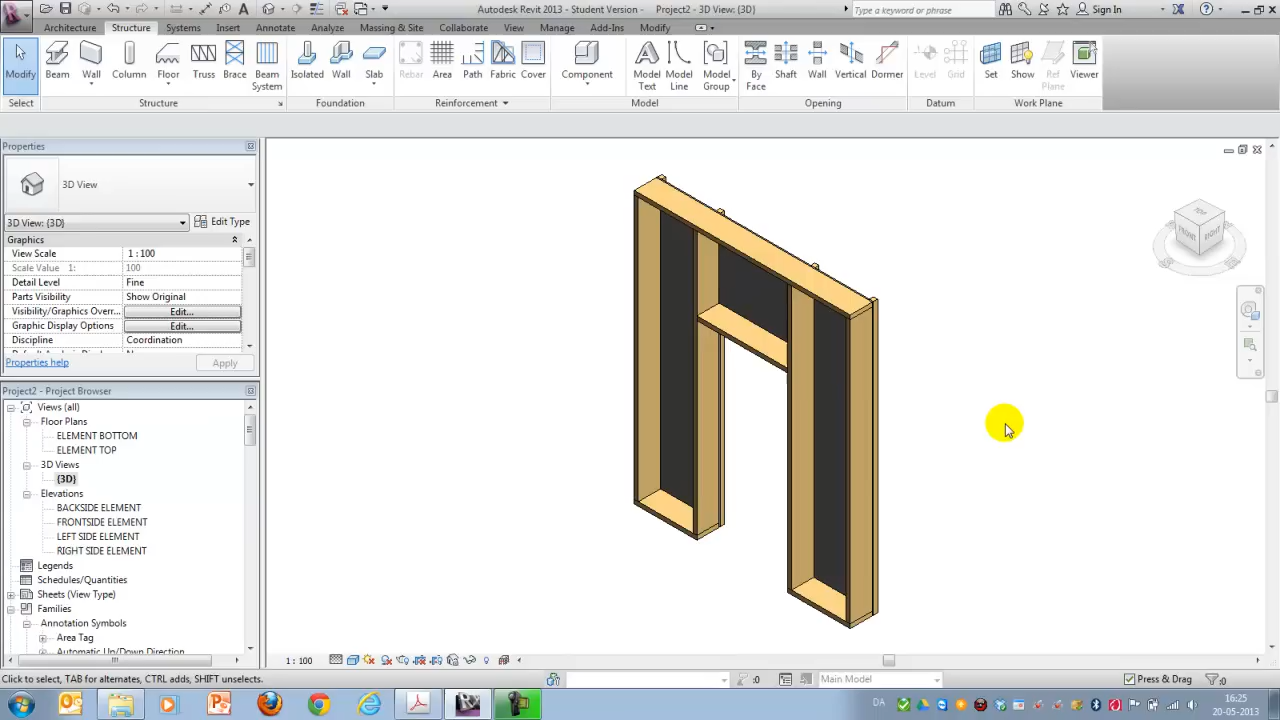 Autodesk Revit 2013 - Student Version - Project2 - 3D View: {3D}
Type a keyword or phrase
Sign In
Architecture Structure Systems Insert Annotate Analyze Massing & Site Collaborate View Manage Modify Add-Ins
Modify Beam Wall Column Floor Truss Brace Beam System Isolated Wall Slab Rebar Area Path Fabric Cover Component Model Text Model Line Model Group By Face Shaft Wall Vertical Dormer Level Grid Set Show Ref Plane Viewer
Select Structure Foundation Reinforcement Model Opening Datum Work Plane
Properties
3D View
3D View: {3D} Edit Type
Graphics
View Scale 1 : 100
Scale Value 1: 100
Detail Level Fine
Parts Visibility Show Original
Visibility/Graphics Overr... Edit...
Graphic Display Options Edit...
Discipline Coordination
Properties help Apply
Project2 - Project Browser
Views (all)
Floor Plans
ELEMENT BOTTOM
ELEMENT TOP
3D Views
{3D}
Elevations
BACKSIDE ELEMENT
FRONTSIDE ELEMENT
LEFT SIDE ELEMENT
RIGHT SIDE ELEMENT
Legends
Schedules/Quantities
Sheets (View Type)
Families
Annotation Symbols
Area Tag
Automatic Up/Down Direction
TOP
FRONT
RIGHT
1 : 100
Click to select, TAB for alternates, CTRL adds, SHIFT unselects.
:0
Main Model
Press & Drag
:0
DA
16:25
20-05-2013